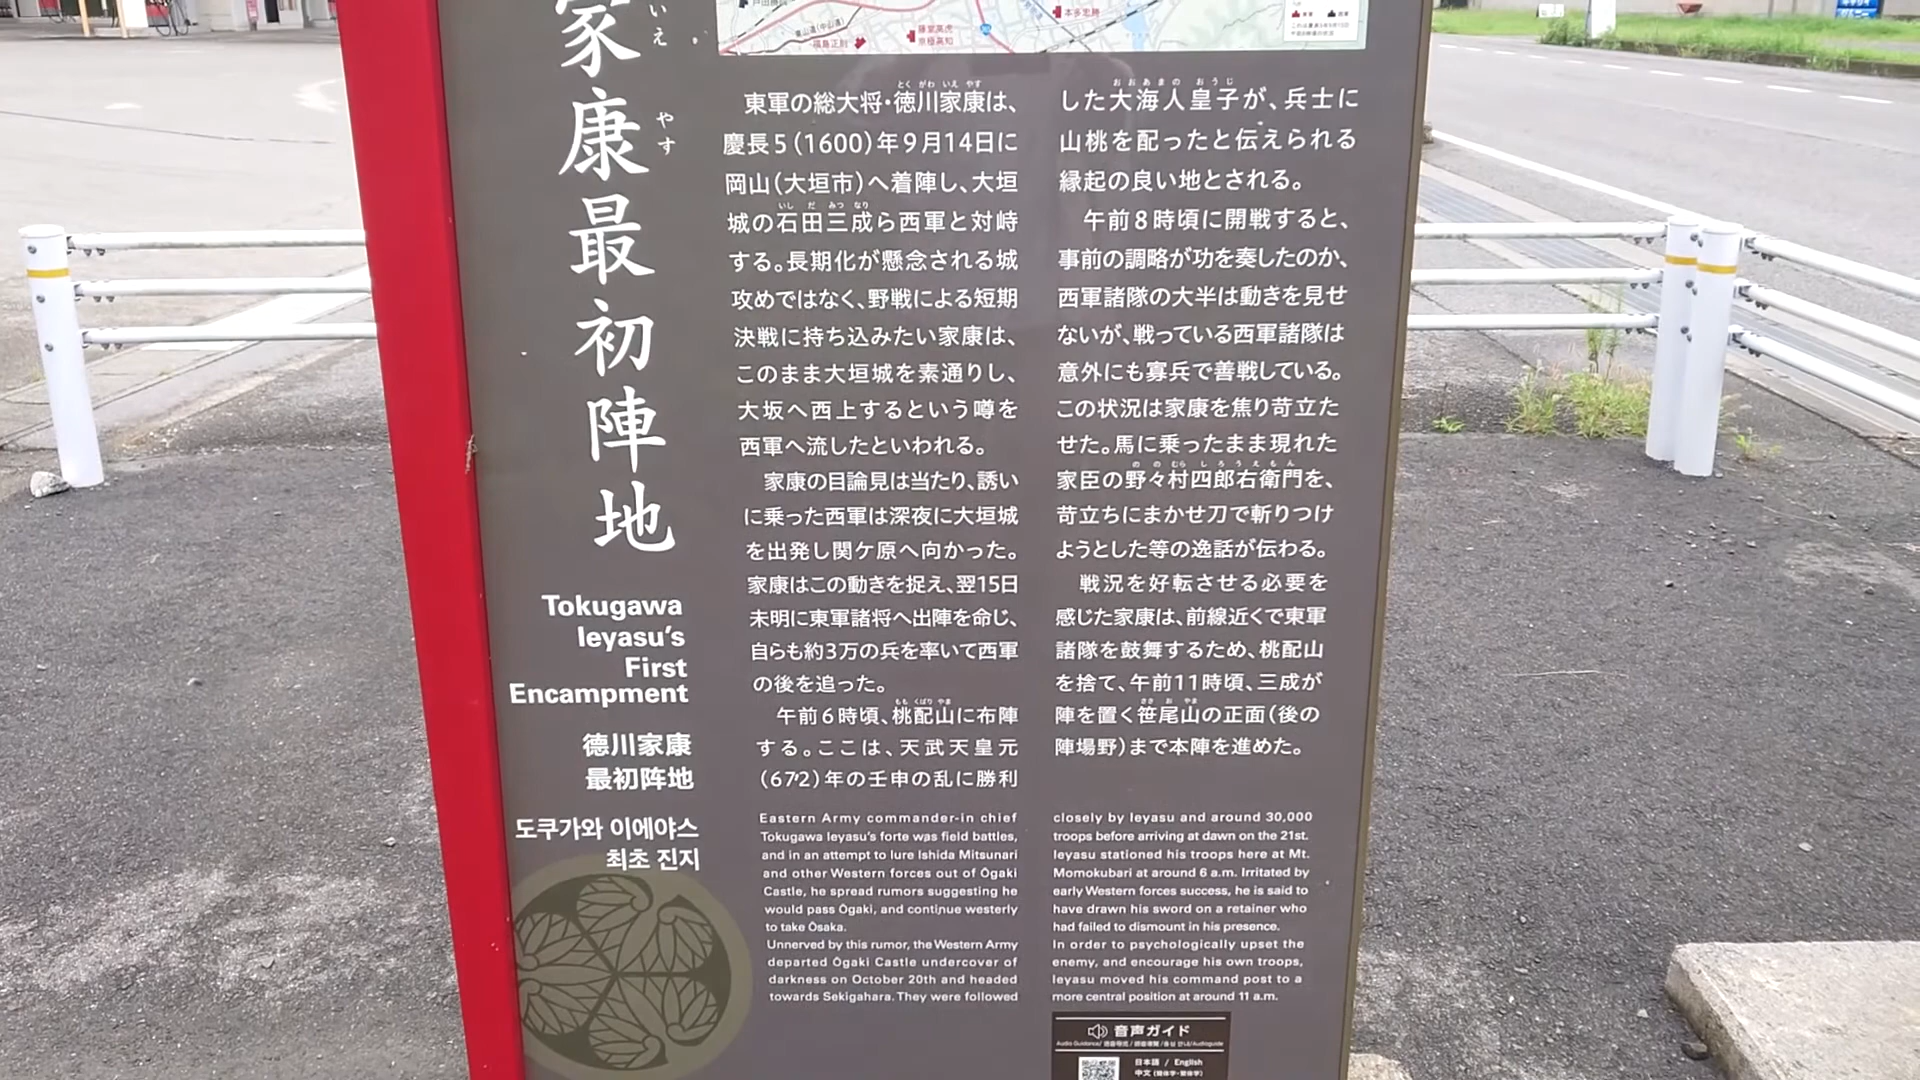 家康最初陣地
いえ
やす
Tokugawa
Ieyasu's
First
Encampment
德川家康
最初阵地
도쿠가와 이에야스
최초 진지
本多忠勝
東山道(中山道)
福島正則
藤堂高虎
京極高知
東軍の総大将・徳川家康は、
慶長5(1600)年9月14日に
岡山(大垣市)へ着陣し、大垣
城の石田三成ら西軍と対峙
する。長期化が懸念される城
攻めではなく、野戦による短期
決戦に持ち込みたい家康は、
このまま大垣城を素通りし、
大坂へ西上するという噂を
西軍へ流したといわれる。
家康の目論見は当たり、誘い
に乗った西軍は深夜に大垣城
を出発し関ケ原へ向かった。
家康はこの動きを捉え、翌15日
未明に東軍諸将へ出陣を命じ、
自らも約3万の兵を率いて西軍
の後を追った。
午前6時頃、桃配山に布陣
する。ここは、天武天皇元
(672)年の壬申の乱に勝利
した大海人皇子が、兵士に
山桃を配ったと伝えられる
縁起の良い地とされる。
午前8時頃に開戦すると、
事前の調略が功を奏したのか、
西軍諸隊の大半は動きを見せ
ないが、戦っている西軍諸隊は
意外にも寡兵で善戦している。
この状況は家康を焦り苛立た
せた。馬に乗ったまま現れた
家臣の野々村四郎右衛門を、
苛立ちにまかせ刀で斬りつけ
ようとした等の逸話が伝わる。
戦況を好転させる必要を
感じた家康は、前線近くで東軍
諸隊を鼓舞するため、桃配山
を捨て、午前11時頃、三成が
陣を置く笹尾山の正面(後の
陣場野)まで本陣を進めた。
Eastern Army commander-in chief
Tokugawa Ieyasu's forte was field battles,
and in an attempt to lure Ishida Mitsunari
and other Western forces out of Ōgaki
Castle, he spread rumors suggesting he
would pass Ōgaki, and continue westerly
to take Ōsaka.
Unnerved by this rumor, the Western Army
departed Ōgaki Castle undercover of
darkness on October 20th and headed
towards Sekigahara. They were followed
closely by Ieyasu and around 30,000
troops before arriving at dawn on the 21st.
Ieyasu stationed his troops here at Mt.
Momokubari at around 6 a.m. Irritated by
early Western forces success, he is said to
have drawn his sword on a retainer who
had failed to dismount in his presence.
In order to psychologically upset the
enemy, and encourage his own troops,
Ieyasu moved his command post to a
more central position at around 11 a.m.
音声ガイド
日本語 / English